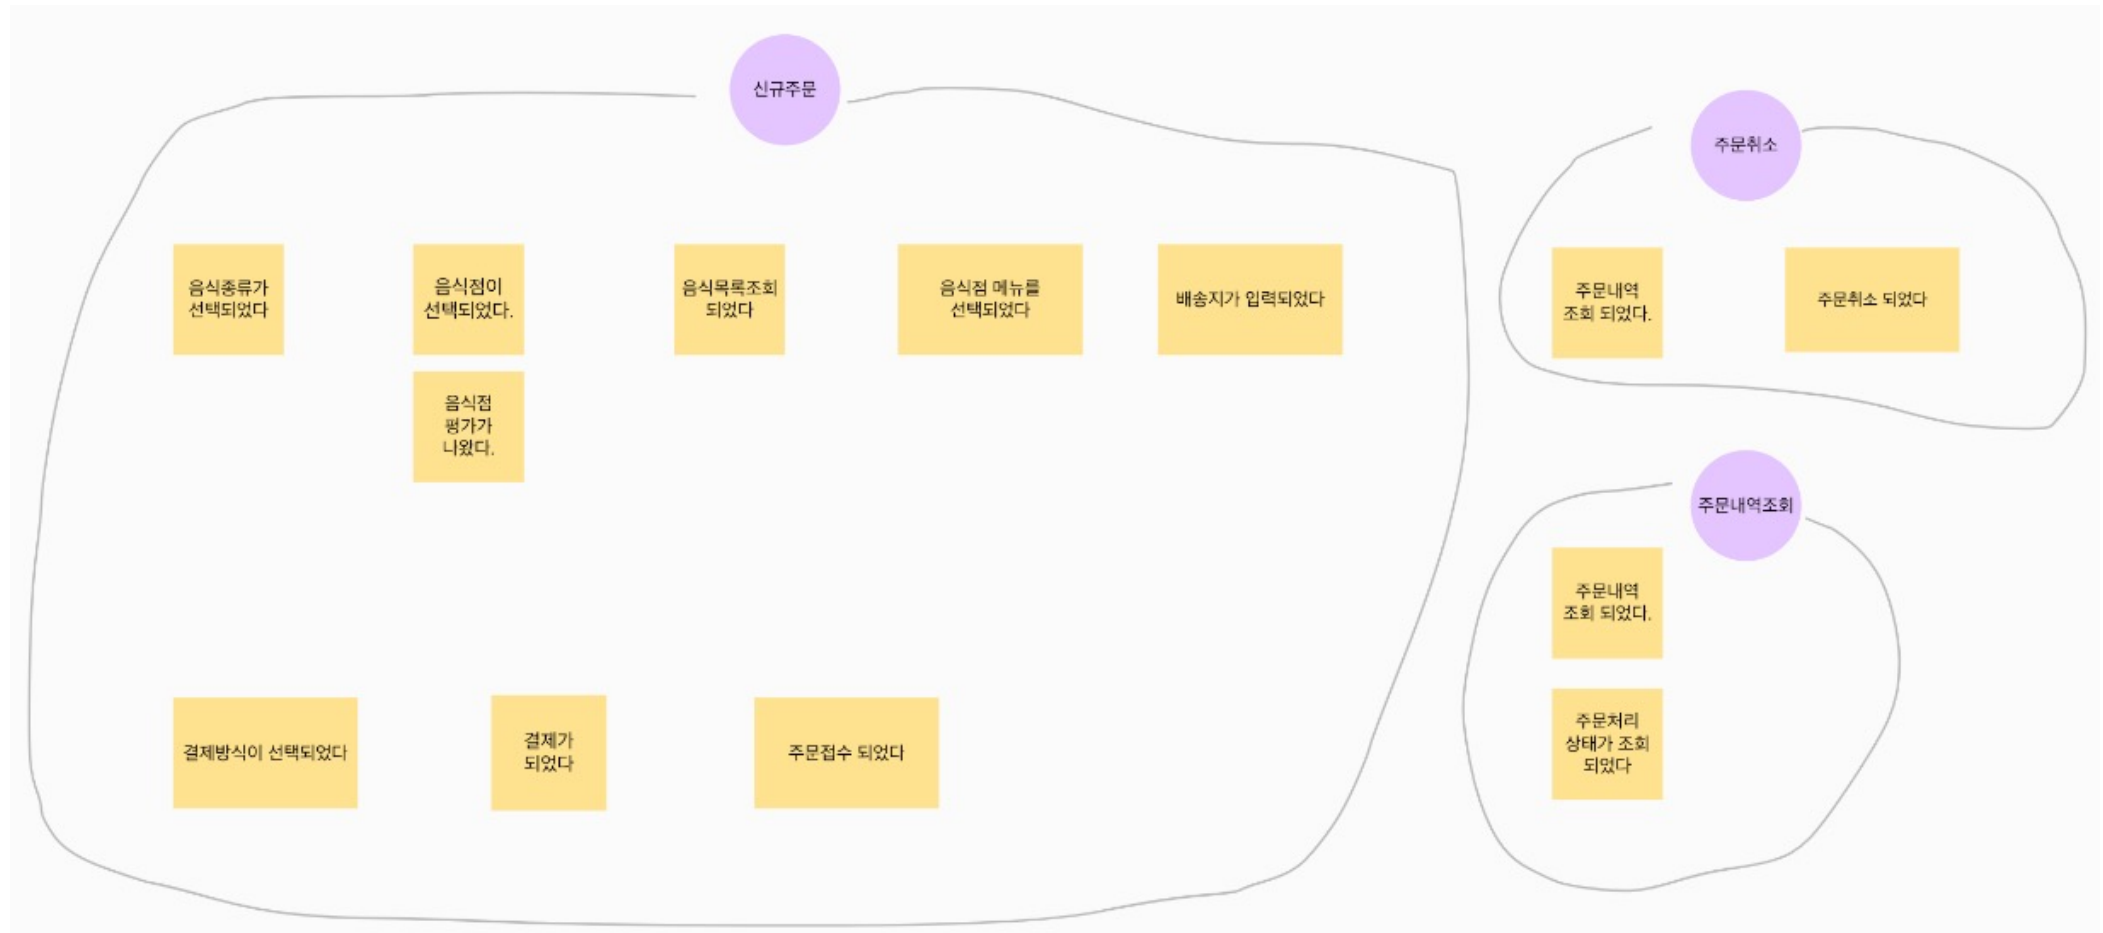 신규주문
음식종류가
선택되었다
음식점이
선택되었다.
음식목록조회
되었다
음식점 메뉴를
선택되었다
배송지가 입력되었다
음식점
평가가
나왔다.
결제방식이 선택되었다
결제가
되었다
주문접수 되었다
주문취소
주문내역
조회 되었다.
주문취소 되었다
주문내역조회
주문내역
조회 되었다.
주문처리
상태가 조회
되었다